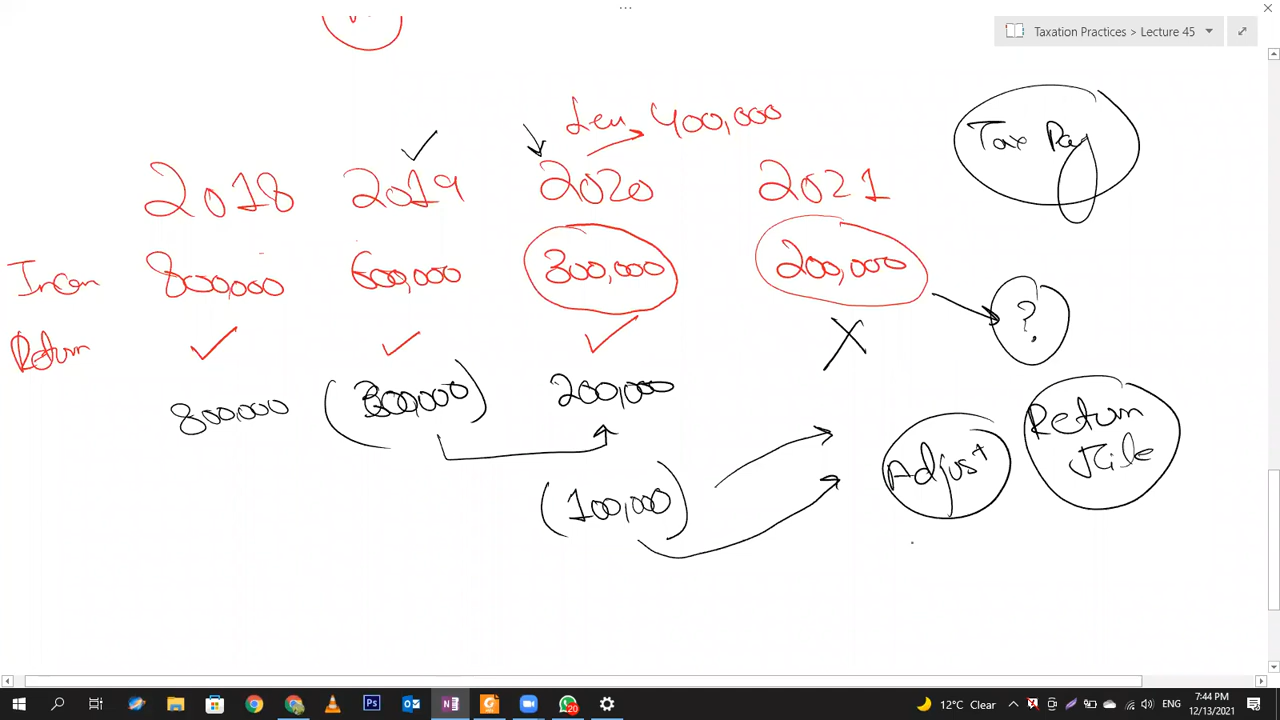 Taxation Practices > Lecture 45
400,000
Tax Pay
2018 2019 2020 2021
800,000 600,000 300,000 200,000
?
Return
800,000 (300,000) 200,000
Adjust
Return File
(100,000)
7:44 PM
12°C Clear
ENG
12/13/2021
20